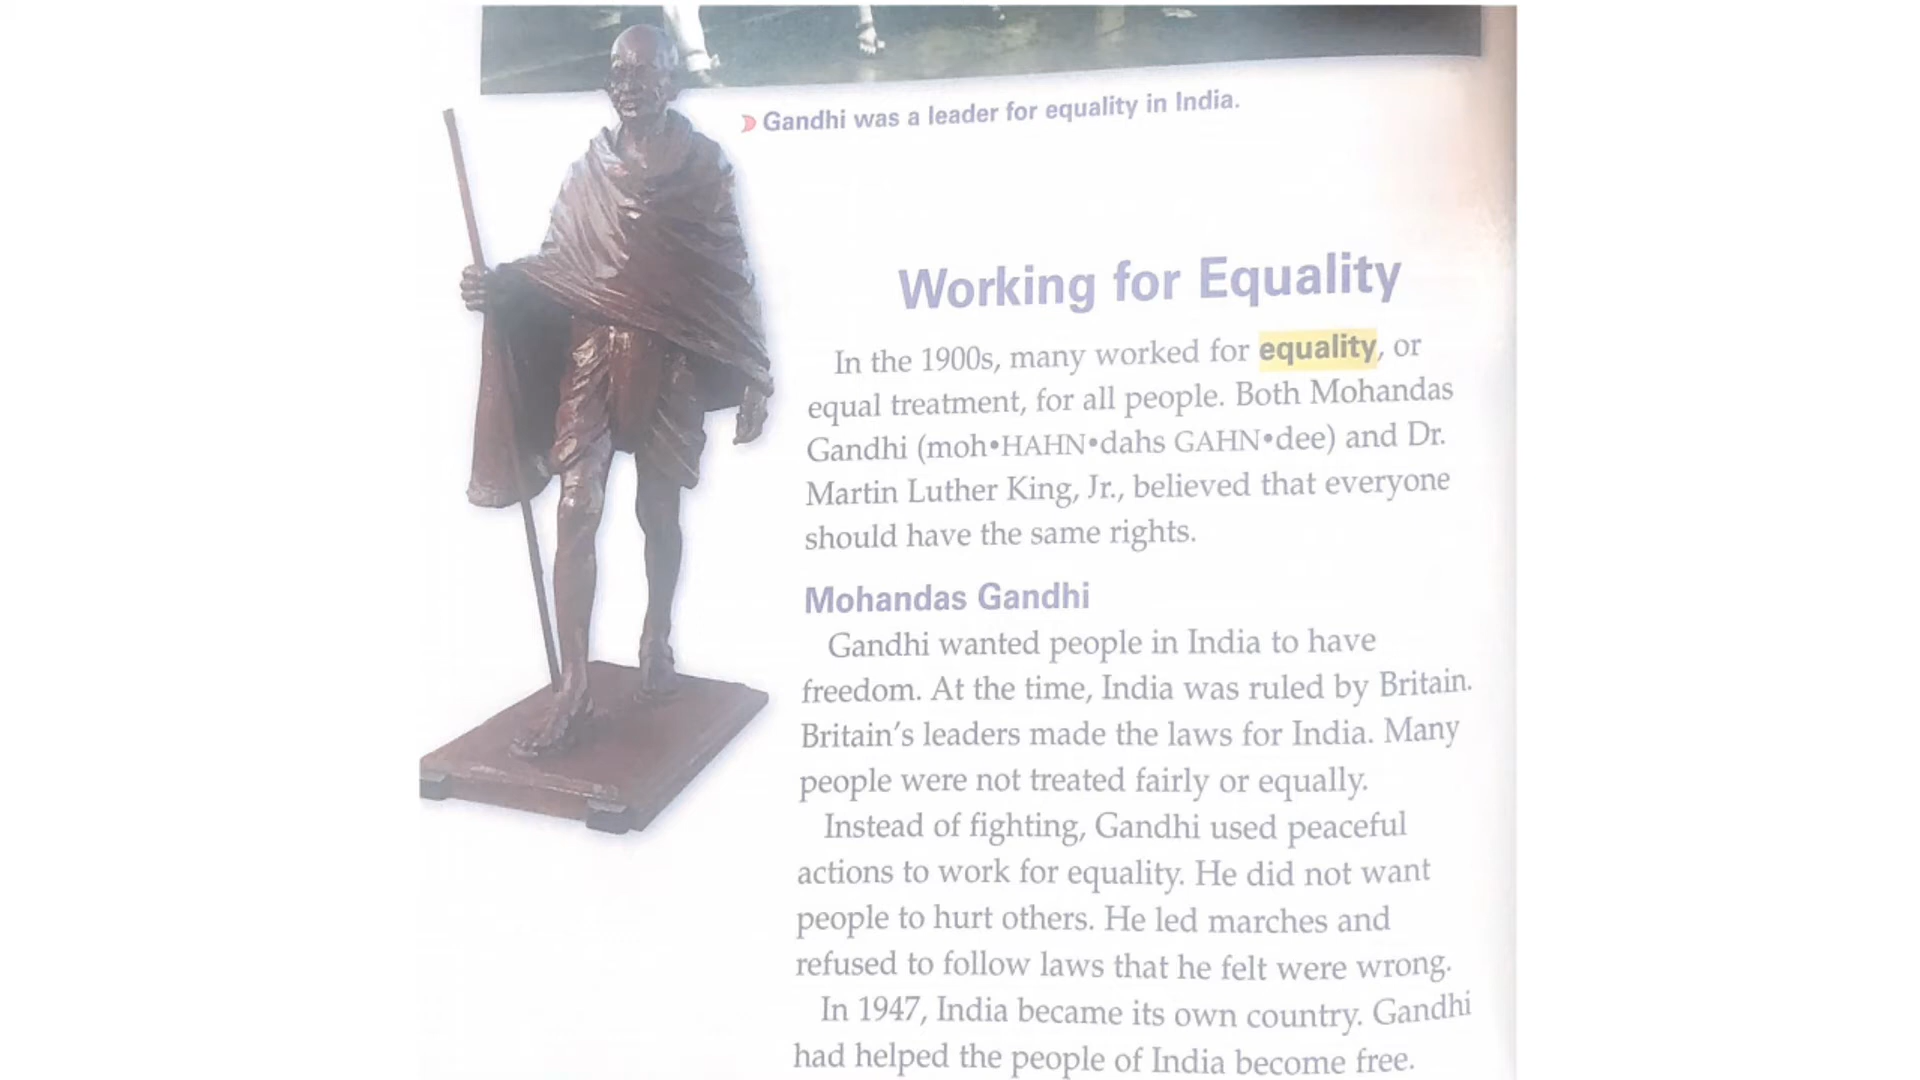 Gandhi was a leader for equality in India.
Working for Equality
In the 1900s, many worked for equality, or
equal treatment, for all people. Both Mohandas
Gandhi (moh•HAHN•dahs GAHN•dee) and Dr.
Martin Luther King, Jr., believed that everyone
should have the same rights.
Mohandas Gandhi
Gandhi wanted people in India to have
freedom. At the time, India was ruled by Britain.
Britain's leaders made the laws for India. Many
people were not treated fairly or equally.
Instead of fighting, Gandhi used peaceful
actions to work for equality. He did not want
people to hurt others. He led marches and
refused to follow laws that he felt were wrong.
In 1947, India became its own country. Gandhi
had helped the people of India become free.